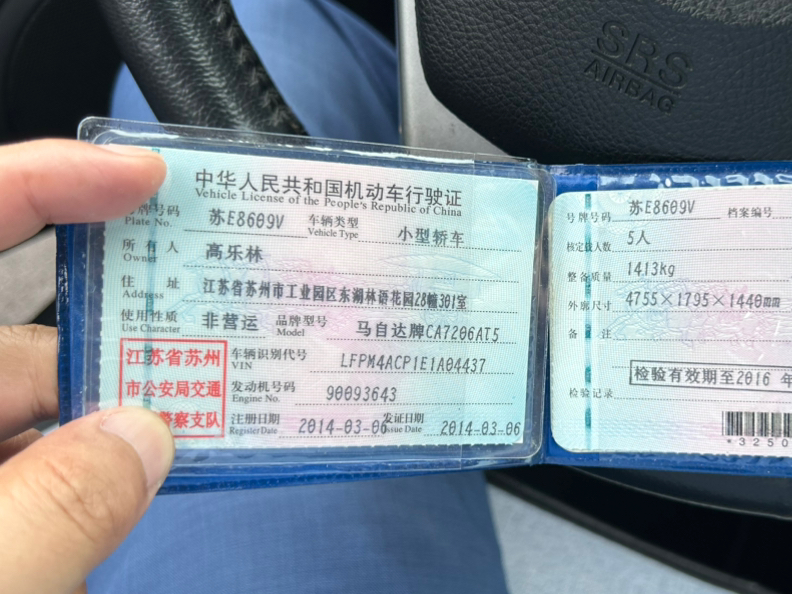 SRS
AIRBAG
中华人民共和国机动车行驶证
Vehicle License of the People's Republic of China
号牌号码 苏E8609V 车辆类型 小型轿车
Plate No. Vehicle Type
所有人 高乐林
Owner
住址 江苏省苏州市工业园区东湖林语花园28幢301室
Address
使用性质 非营运 品牌型号 马自达牌CA7206AT5
Use Character Model
江苏省苏州
市公安局交通
警察支队
车辆识别代号 LFPM4ACP1E1A04437
VIN
发动机号码 90093643
Engine No.
注册日期 2014-03-06 发证日期 2014-03-06
Register Date Issue Date
号牌号码 苏E8609V 档案编号
核定载人数 5人
整备质量 1413kg
外廓尺寸 4755×1795×1440mm
备注
检验有效期至2016 年
检验记录
*3250